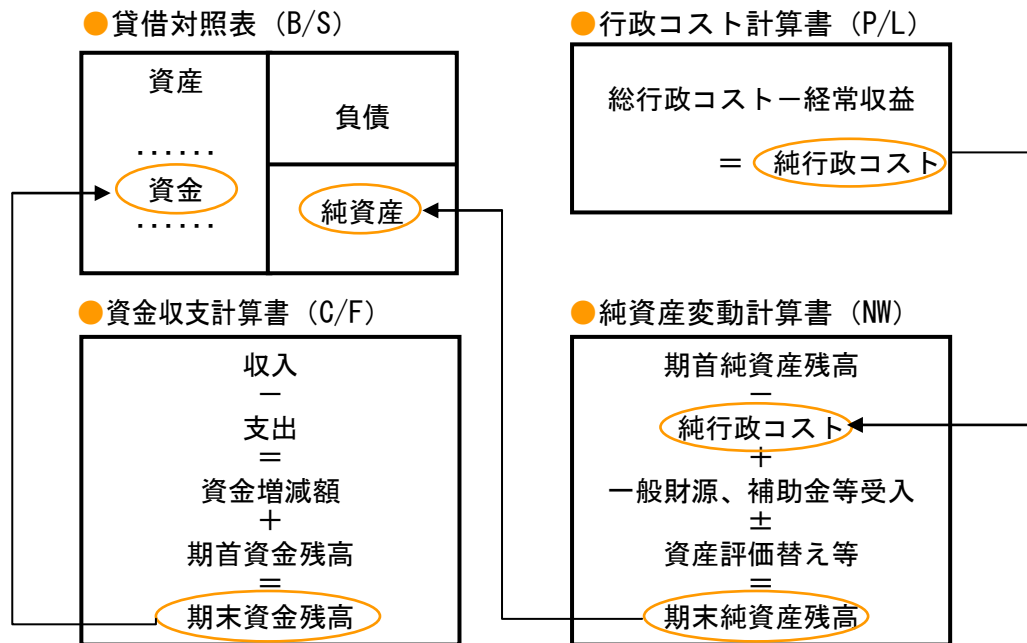 ●貸借対照表（B/S）
資産
......
資金
......
負債
純資産
●行政コスト計算書（P/L）
総行政コスト－経常収益
＝ 純行政コスト
●資金収支計算書（C/F）
収入
－
支出
＝
資金増減額
＋
期首資金残高
＝
期末資金残高
●純資産変動計算書（NW）
期首純資産残高
－
純行政コスト
＋
一般財源、補助金等受入
±
資産評価替え等
＝
期末純資産残高